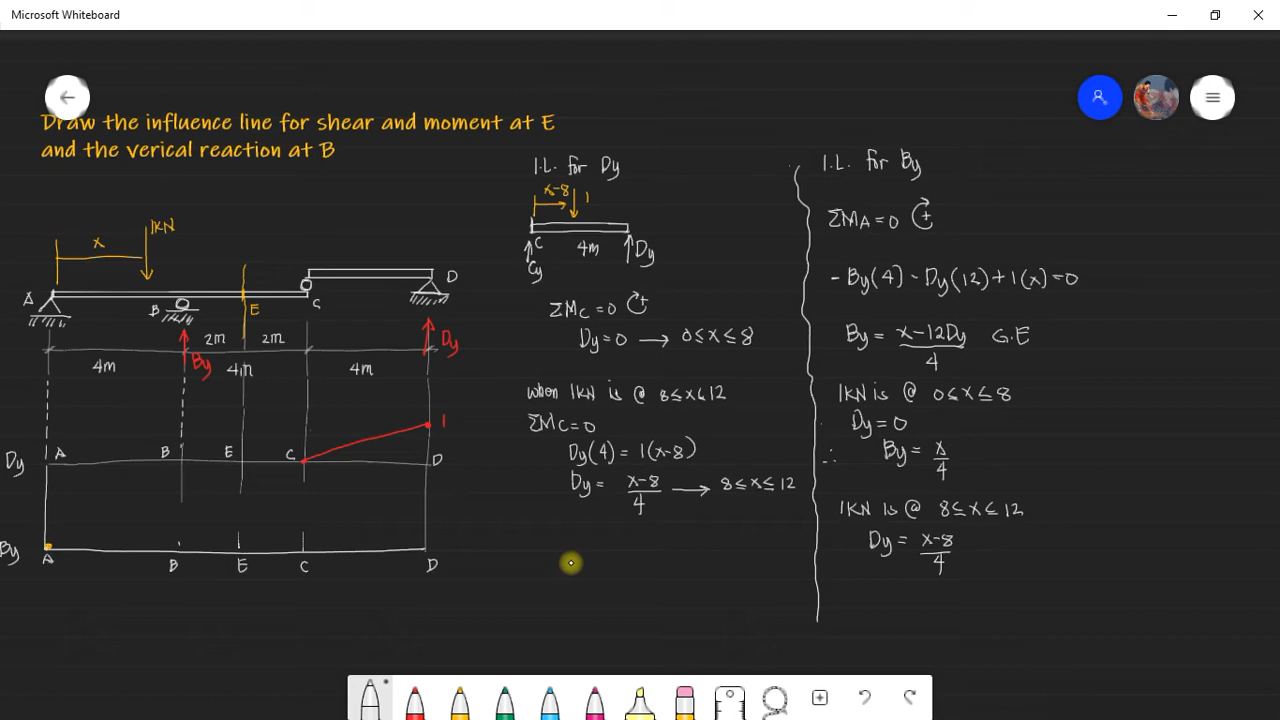 Microsoft Whiteboard
Draw the influence line for shear and moment at E
and the verical reaction at B
x
1KN
A
B
E
C
D
2m
2m
By
Dy
4m
4m
4m
Dy
A
B
E
C
D
1
By
A
B
E
C
D
I.L. for Dy
x-8
1
C
4m
Cy
Dy
ΣMc = 0 +
Dy = 0 → 0 ≤ x ≤ 8
when 1KN is @ 8 ≤ x ≤ 12
ΣMc = 0
Dy(4) = 1(x-8)
Dy = x-8/4 → 8 ≤ x ≤ 12
I.L. for By
ΣMA = 0 +
- By(4) - Dy(12) + 1(x) = 0
By = x-12Dy/4 G.E
1KN is @ 0 ≤ x ≤ 8
Dy = 0
∴ By = x/4
1KN is @ 8 ≤ x ≤ 12
Dy = x-8/4